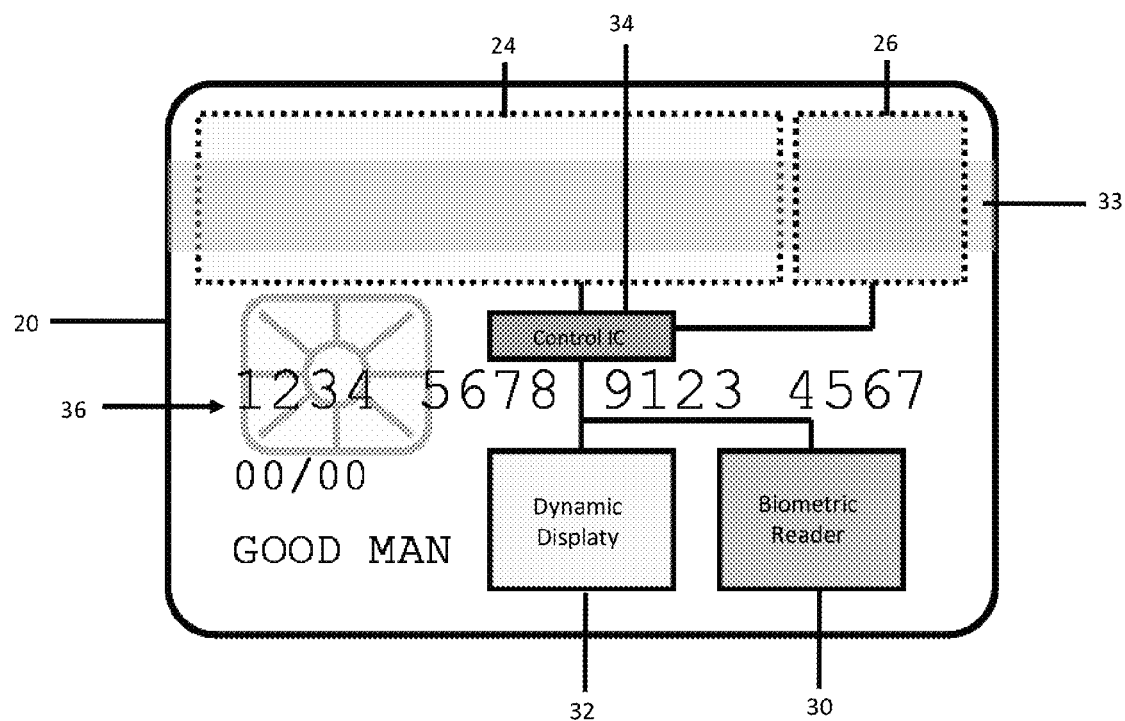 34
24
26
33
20
Control IC
1234 5678 9123 4567
36
00/00
Dynamic
Displaty
Biometric
Reader
GOOD MAN
32
30